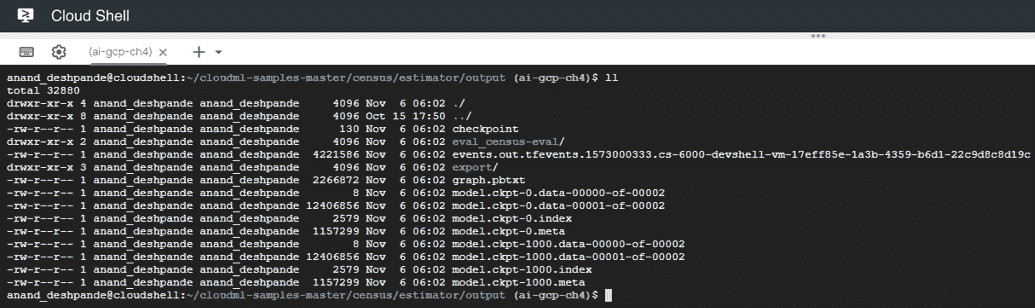 Cloud Shell
(ai-gcp-ch4)
anand_deshpande@cloudshell:~/cloudml-samples-master/census/estimator/output (ai-gcp-ch4)$ ll
total 32880
drwxr-xr-x 4 anand_deshpande anand_deshpande 4096 Nov 6 06:02 ./
drwxr-xr-x 8 anand_deshpande anand_deshpande 4096 Oct 15 17:50 ../
-rw-r--r-- 1 anand_deshpande anand_deshpande 130 Nov 6 06:02 checkpoint
drwxr-xr-x 2 anand_deshpande anand_deshpande 4096 Nov 6 06:02 eval_census-eval/
-rw-r--r-- 1 anand_deshpande anand_deshpande 4221586 Nov 6 06:02 events.out.tfevents.1573000333.cs-6000-devshell-vm-17eff85e-1a3b-4359-b6d1-22c9d8c8d19c
drwxr-xr-x 3 anand_deshpande anand_deshpande 4096 Nov 6 06:02 export/
-rw-r--r-- 1 anand_deshpande anand_deshpande 2266872 Nov 6 06:02 graph.pbtxt
-rw-r--r-- 1 anand_deshpande anand_deshpande 8 Nov 6 06:02 model.ckpt-0.data-00000-of-00002
-rw-r--r-- 1 anand_deshpande anand_deshpande 12406856 Nov 6 06:02 model.ckpt-0.data-00001-of-00002
-rw-r--r-- 1 anand_deshpande anand_deshpande 2579 Nov 6 06:02 model.ckpt-0.index
-rw-r--r-- 1 anand_deshpande anand_deshpande 1157299 Nov 6 06:02 model.ckpt-0.meta
-rw-r--r-- 1 anand_deshpande anand_deshpande 8 Nov 6 06:02 model.ckpt-1000.data-00000-of-00002
-rw-r--r-- 1 anand_deshpande anand_deshpande 12406856 Nov 6 06:02 model.ckpt-1000.data-00001-of-00002
-rw-r--r-- 1 anand_deshpande anand_deshpande 2579 Nov 6 06:02 model.ckpt-1000.index
-rw-r--r-- 1 anand_deshpande anand_deshpande 1157299 Nov 6 06:02 model.ckpt-1000.meta
anand_deshpande@cloudshell:~/cloudml-samples-master/census/estimator/output (ai-gcp-ch4)$